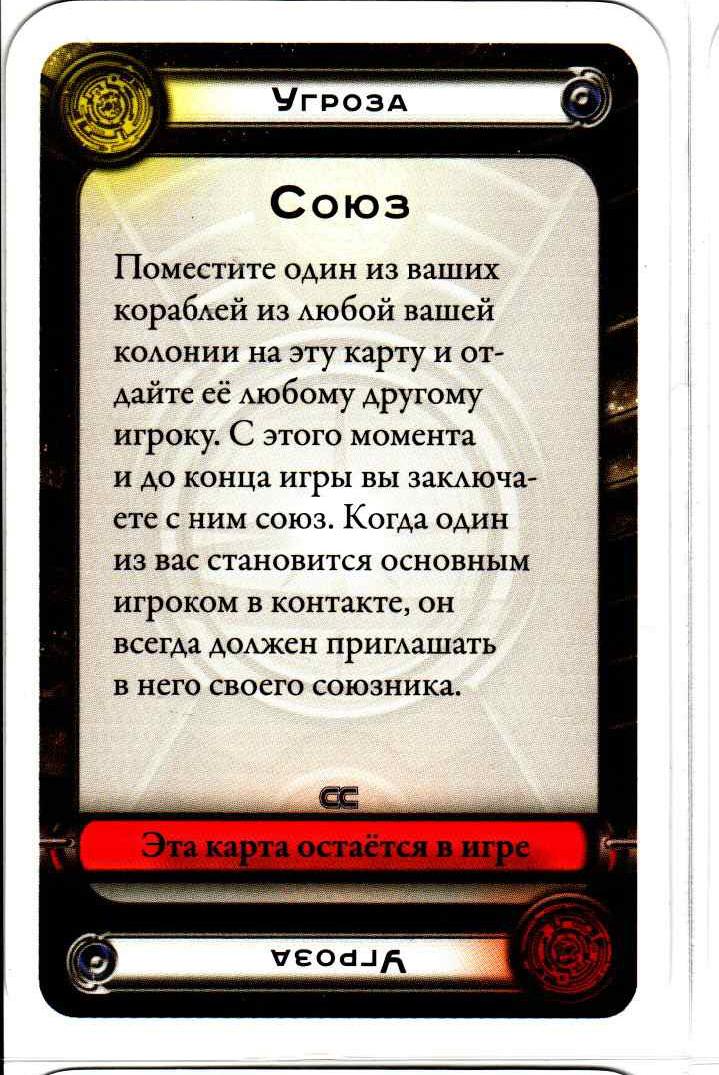 Угроза
Союз
Поместите один из ваших
кораблей из любой вашей
колонии на эту карту и от-
дайте её любому другому
игроку. С этого момента
и до конца игры вы заключа-
ете с ним союз. Когда один
из вас становится основным
игроком в контакте, он
всегда должен приглашать
в него своего союзника.
CC
Эта карта остаётся в игре
Угроза